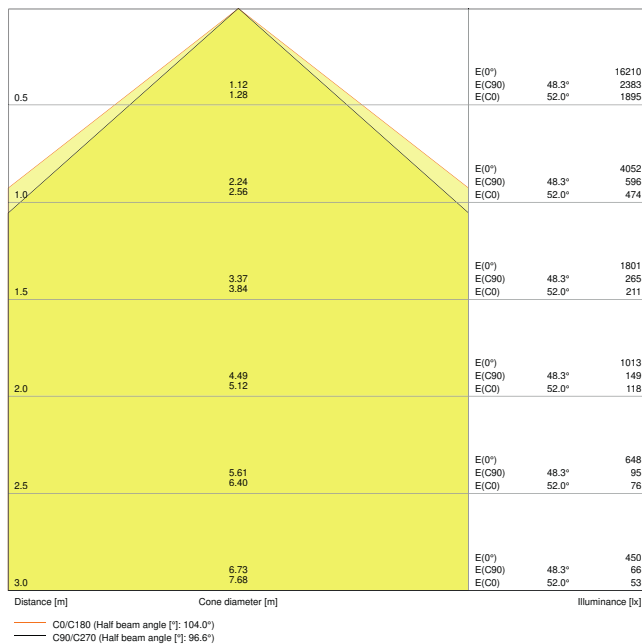 E(0°) 16210
1.12 E(C90) 48.3° 2383
0.5 1.28 E(C0) 52.0° 1895
E(0°) 4052
2.24 E(C90) 48.3° 596
1.0 2.56 E(C0) 52.0° 474
E(0°) 1801
3.37 E(C90) 48.3° 265
1.5 3.84 E(C0) 52.0° 211
E(0°) 1013
4.49 E(C90) 48.3° 149
2.0 5.12 E(C0) 52.0° 118
E(0°) 648
5.61 E(C90) 48.3° 95
2.5 6.40 E(C0) 52.0° 76
E(0°) 450
6.73 E(C90) 48.3° 66
3.0 7.68 E(C0) 52.0° 53
Distance [m] Cone diameter [m] Illuminance [lx]
C0/C180 (Half beam angle [°]: 104.0°)
C90/C270 (Half beam angle [°]: 96.6°)